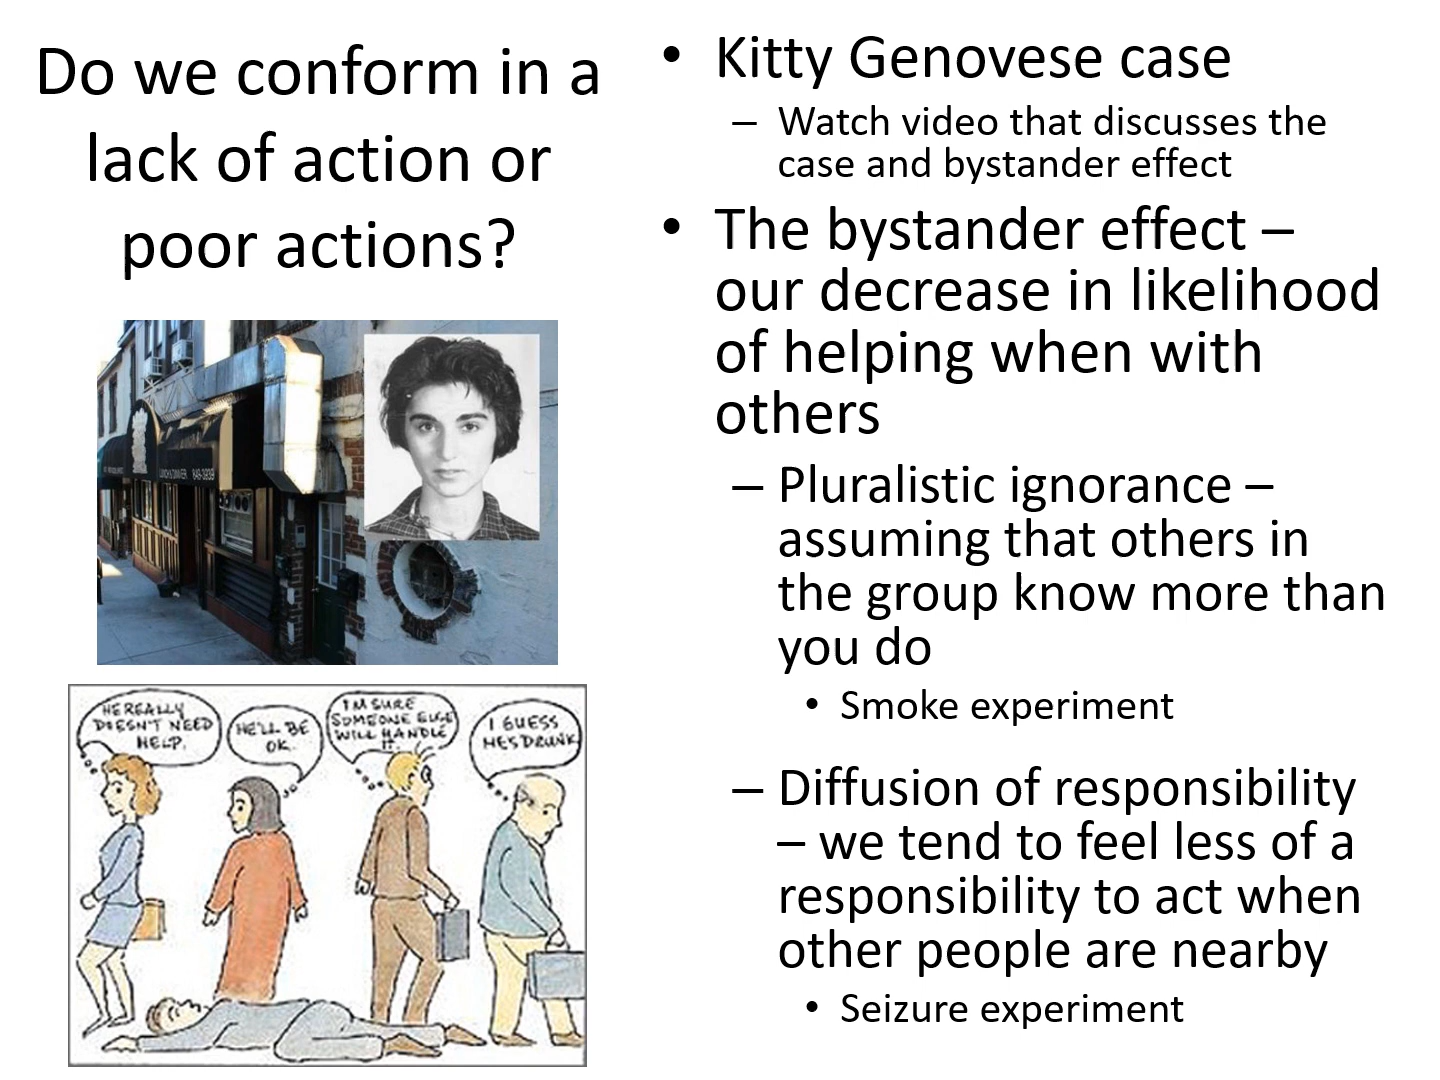 Do we conform in a
lack of action or
poor actions?
HE REALLY
DOESN'T NEED
HELP.
HE'LL BE
OK.
I'M SURE
SOMEONE ELSE
WILL HANDLE
IT.
I GUESS
HE'S DRUNK
• Kitty Genovese case
– Watch video that discusses the
case and bystander effect
• The bystander effect –
our decrease in likelihood
of helping when with
others
– Pluralistic ignorance –
assuming that others in
the group know more than
you do
• Smoke experiment
– Diffusion of responsibility
– we tend to feel less of a
responsibility to act when
other people are nearby
• Seizure experiment